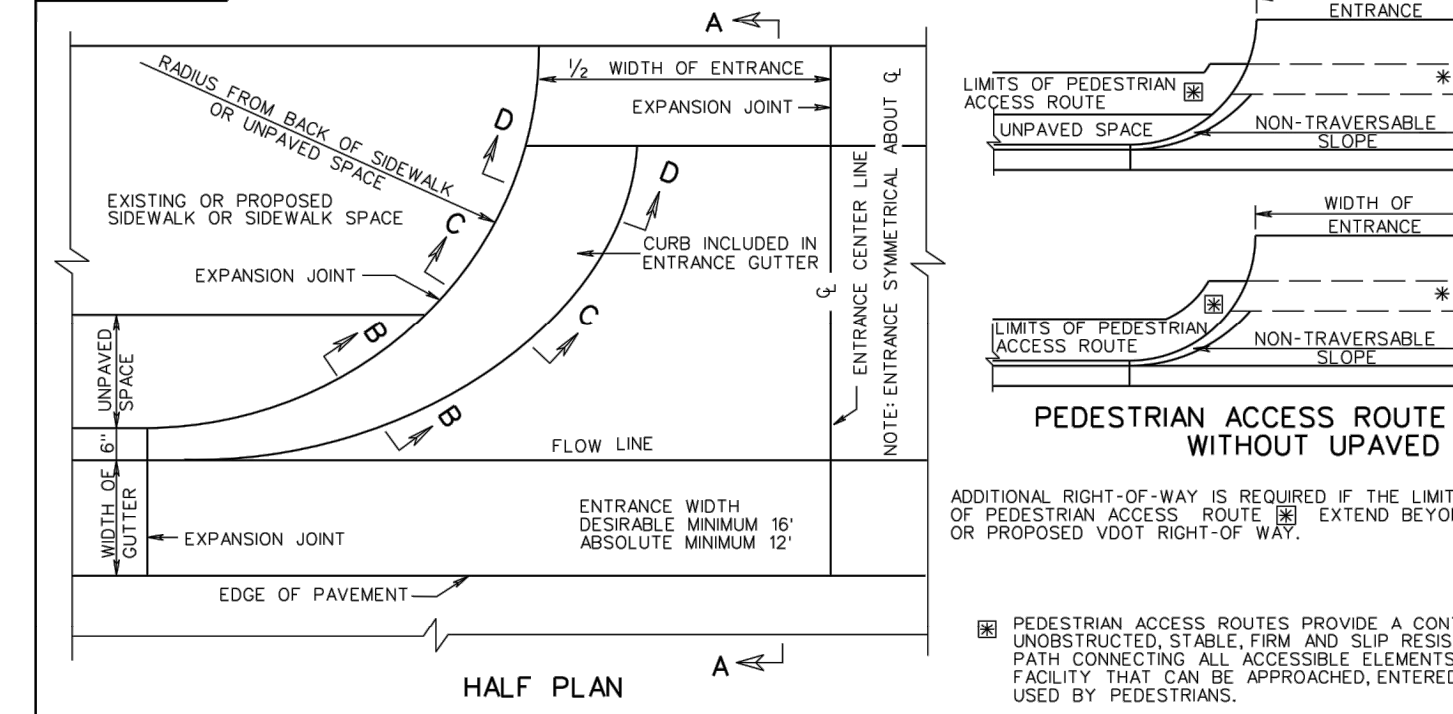 A
RADIUS FROM BACK OF SIDEWALK
OR UNPAVED SPACE
1/2 WIDTH OF ENTRANCE
EXPANSION JOINT
D
D
EXISTING OR PROPOSED
SIDEWALK OR SIDEWALK SPACE
C
EXPANSION JOINT
CURB INCLUDED IN
ENTRANCE GUTTER
℄
ENTRANCE CENTER LINE
NOTE: ENTRANCE SYMMETRICAL ABOUT ℄
B
C
UNPAVED
SPACE
B
6"
FLOW LINE
WIDTH OF
GUTTER
EXPANSION JOINT
ENTRANCE WIDTH
DESIRABLE MINIMUM 16'
ABSOLUTE MINIMUM 12'
EDGE OF PAVEMENT
A
HALF PLAN
ENTRANCE
LIMITS OF PEDESTRIAN
ACCESS ROUTE
*
*
UNPAVED SPACE
NON-TRAVERSABLE
SLOPE
WIDTH OF
ENTRANCE
*
*
LIMITS OF PEDESTRIAN
ACCESS ROUTE
NON-TRAVERSABLE
SLOPE
PEDESTRIAN ACCESS ROUTE
WITHOUT UPAVED
ADDITIONAL RIGHT-OF-WAY IS REQUIRED IF THE LIMIT
OF PEDESTRIAN ACCESS ROUTE * EXTEND BEYO
OR PROPOSED VDOT RIGHT-OF WAY.
* PEDESTRIAN ACCESS ROUTES PROVIDE A CON
UNOBSTRUCTED, STABLE, FIRM AND SLIP RESIS
PATH CONNECTING ALL ACCESSIBLE ELEMENTS
FACILITY THAT CAN BE APPROACHED, ENTERED
USED BY PEDESTRIANS.